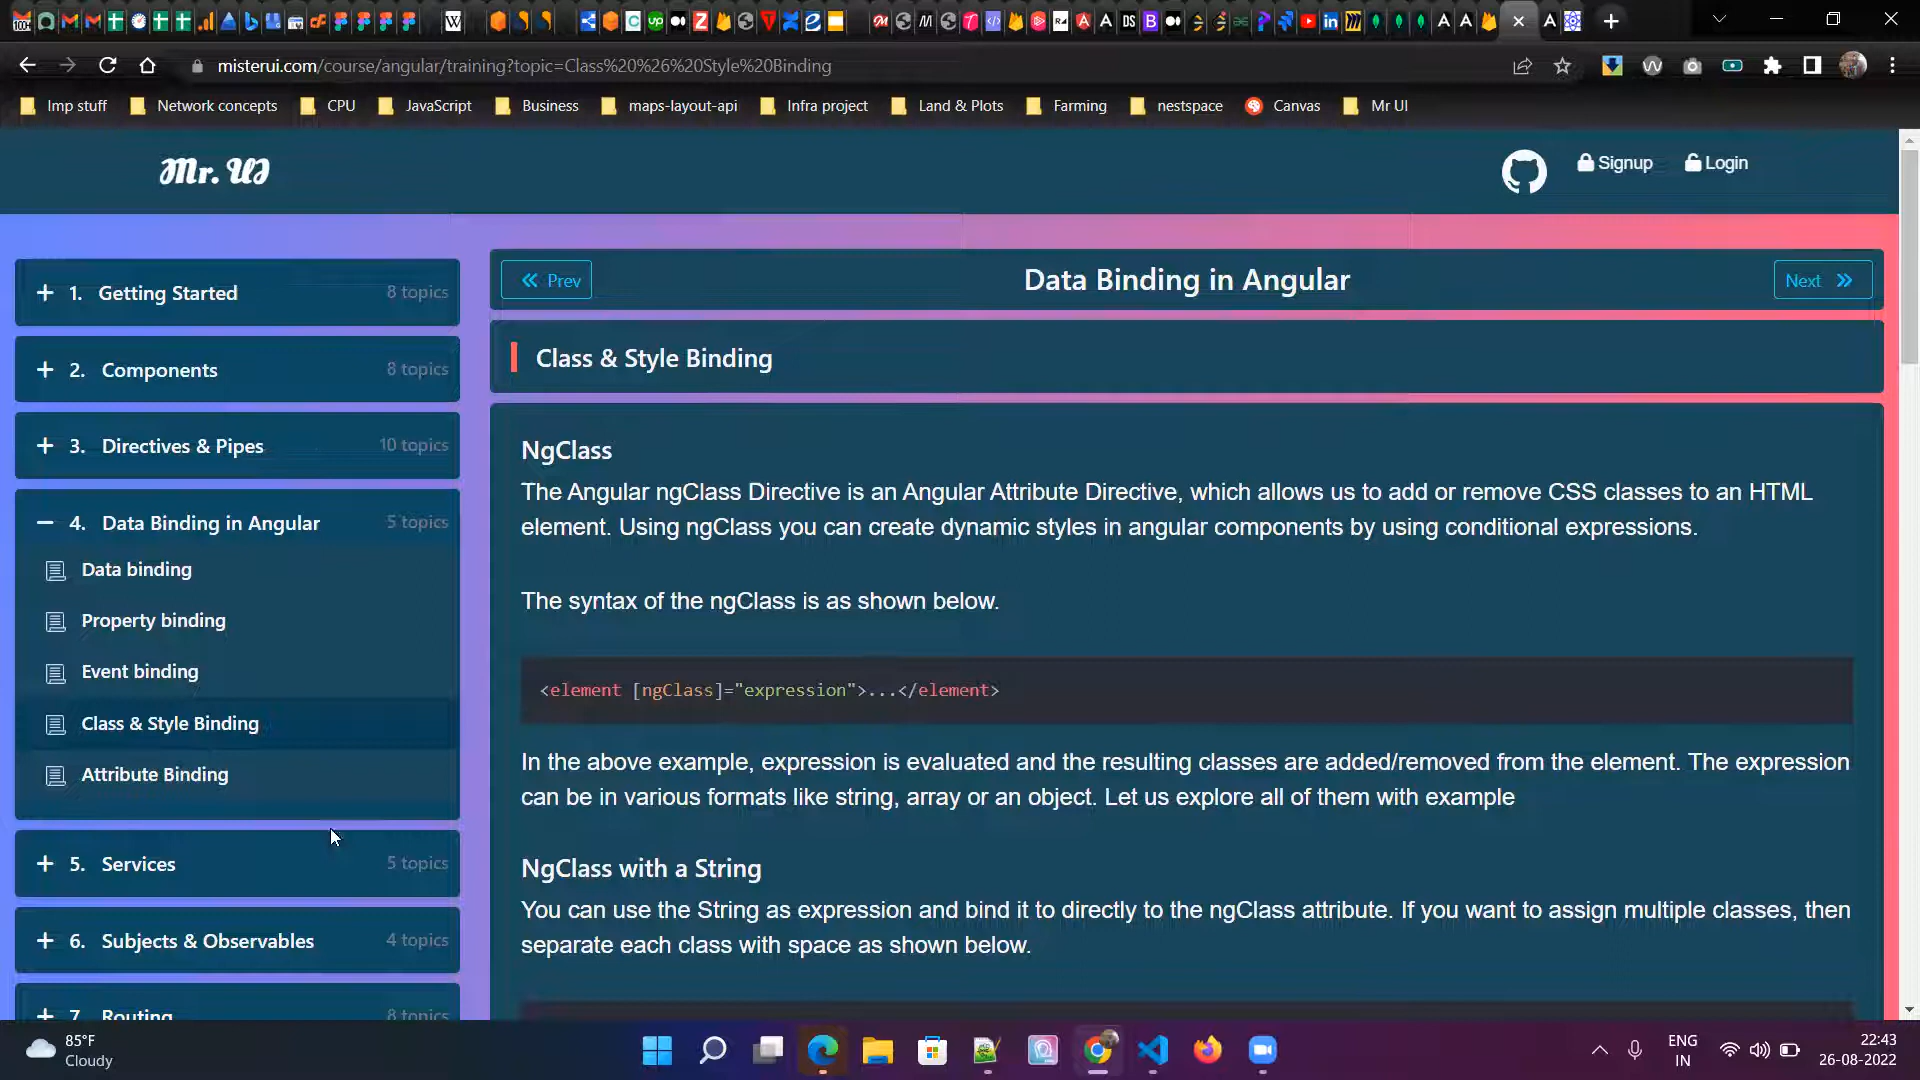 misterui.com/course/angular/training?topic=Class%20%26%20Style%20Binding
Imp stuff
Network concepts
CPU
JavaScript
Business
maps-layout-api
Infra project
Land & Plots
Farming
nestspace
Canvas
Mr UI
Mr. UI
Signup
Login
1. Getting Started 8 topics
2. Components 8 topics
3. Directives & Pipes 10 topics
4. Data Binding in Angular 5 topics
Data binding
Property binding
Event binding
Class & Style Binding
Attribute Binding
5. Services 5 topics
6. Subjects & Observables 4 topics
7. Routing 8 topics
Prev
Data Binding in Angular
Next
Class & Style Binding
NgClass
The Angular ngClass Directive is an Angular Attribute Directive, which allows us to add or remove CSS classes to an HTML
element. Using ngClass you can create dynamic styles in angular components by using conditional expressions.
The syntax of the ngClass is as shown below.
<element [ngClass]="expression">...</element>
In the above example, expression is evaluated and the resulting classes are added/removed from the element. The expression
can be in various formats like string, array or an object. Let us explore all of them with example
NgClass with a String
You can use the String as expression and bind it to directly to the ngClass attribute. If you want to assign multiple classes, then
separate each class with space as shown below.
85°F
Cloudy
ENG
IN
22:43
26-08-2022